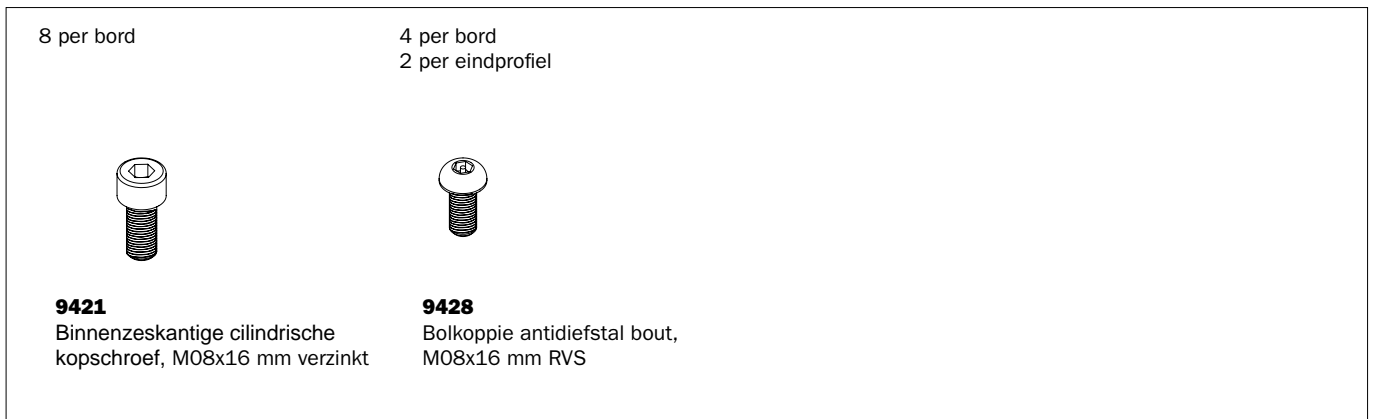 8 per bord
4 per bord
2 per eindprofiel
9421
Binnenzeskantige cilindrische
kopschroef, M08x16 mm verzinkt
9428
Bolkoppie antidiefstal bout,
M08x16 mm RVS